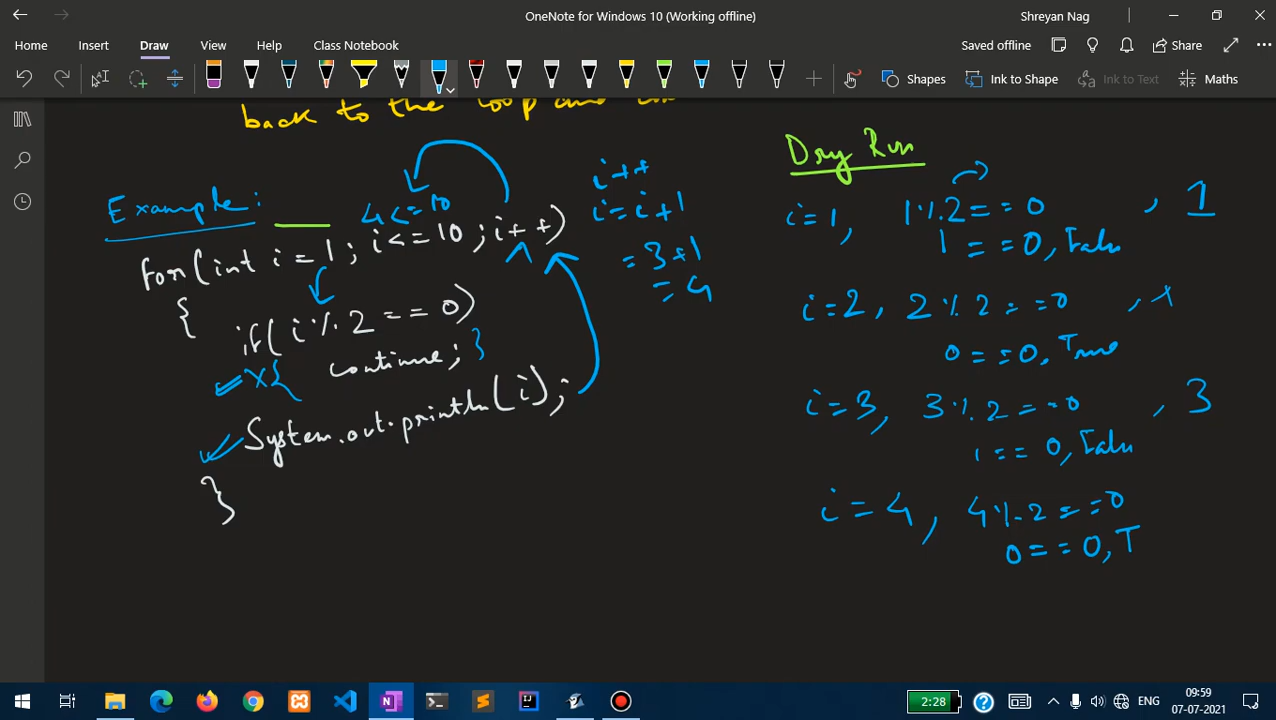 OneNote for Windows 10 (Working offline)
Shreyan Nag
Home Insert Draw View Help Class Notebook
Saved offline
Share
Shapes
Ink to Shape
Ink to Text
Maths
back to the loop and
Dry Run
Example:
4<=10
for(int i = 1; i<=10 ; i++)
{
if(i % 2 == 0)
x{ continue; }
System.out.println(i);
}
i++
i=i+1
= 3+1
= 4
i=1, 1%2==0 , 1
1 ==0, False
i=2, 2%2 ==0 , x
0 ==0, True
i=3, 3%2 ==0 , 3
1 == 0, False
i=4, 4%2 ==0
0==0, T
2:28
ENG
09:59
07-07-2021